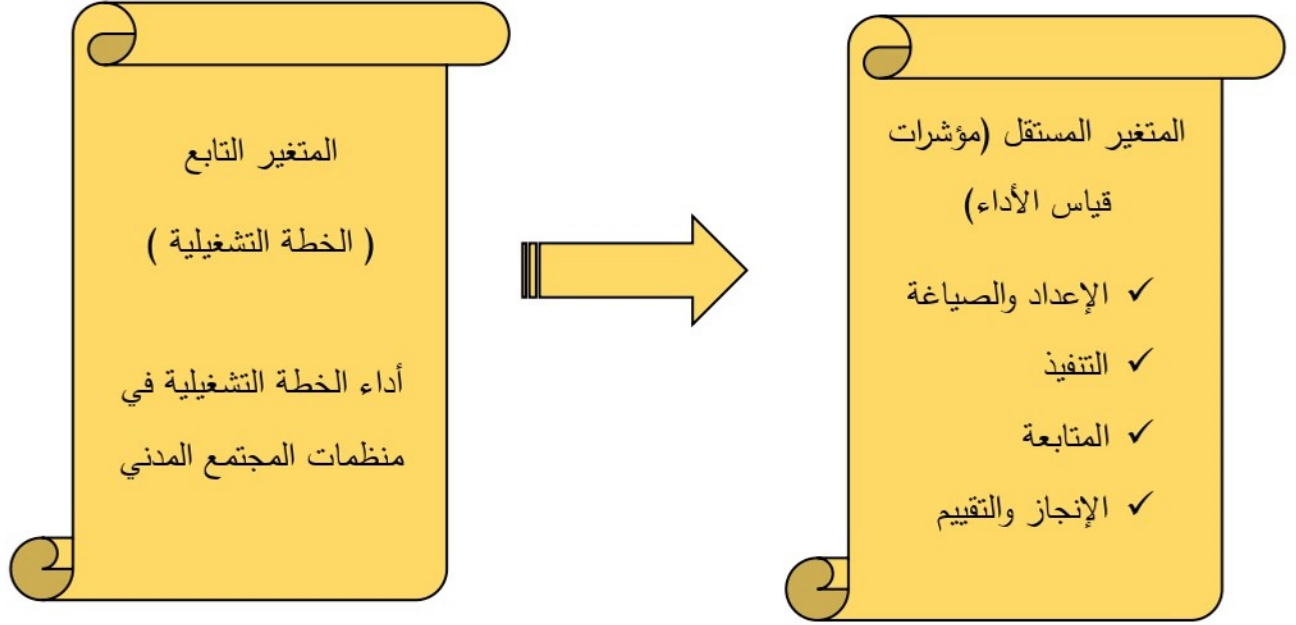 المتغير المستقل (مؤشرات
قياس الأداء)
✓ الإعداد والصياغة
✓ التنفيذ
✓ المتابعة
✓ الإنجاز والتقييم
المتغير التابع
( الخطة التشغيلية )
أداء الخطة التشغيلية في
منظمات المجتمع المدني